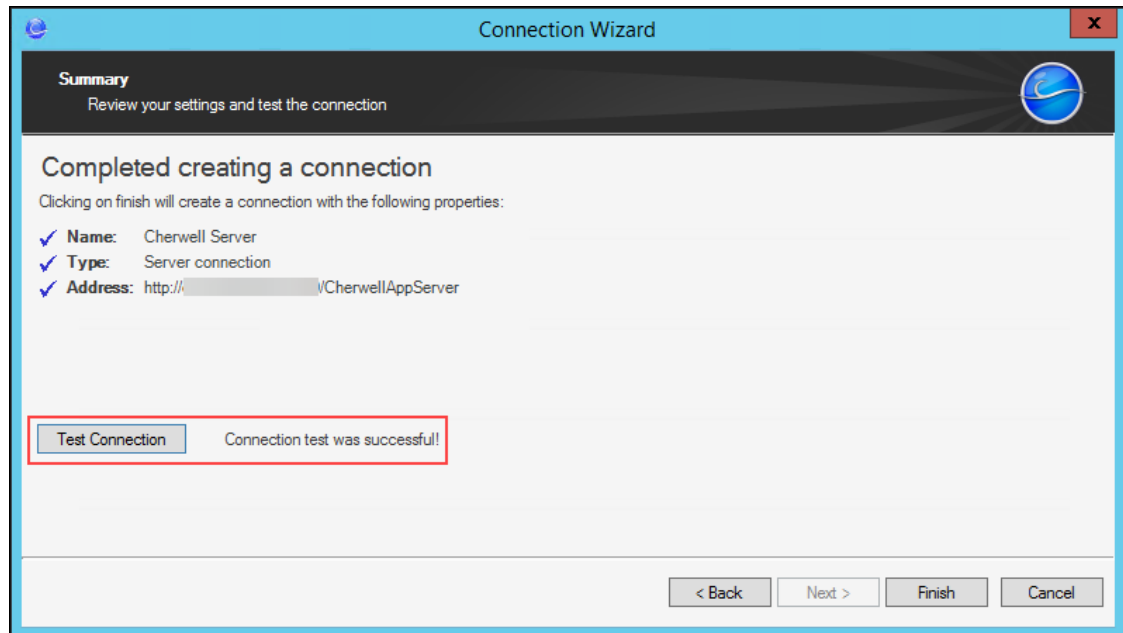 Connection Wizard
x
Summary
Review your settings and test the connection
Completed creating a connection
Clicking on finish will create a connection with the following properties:
Name: Cherwell Server
Type: Server connection
Address: http:// /CherwellAppServer
Test Connection Connection test was successful!
< Back Next > Finish Cancel